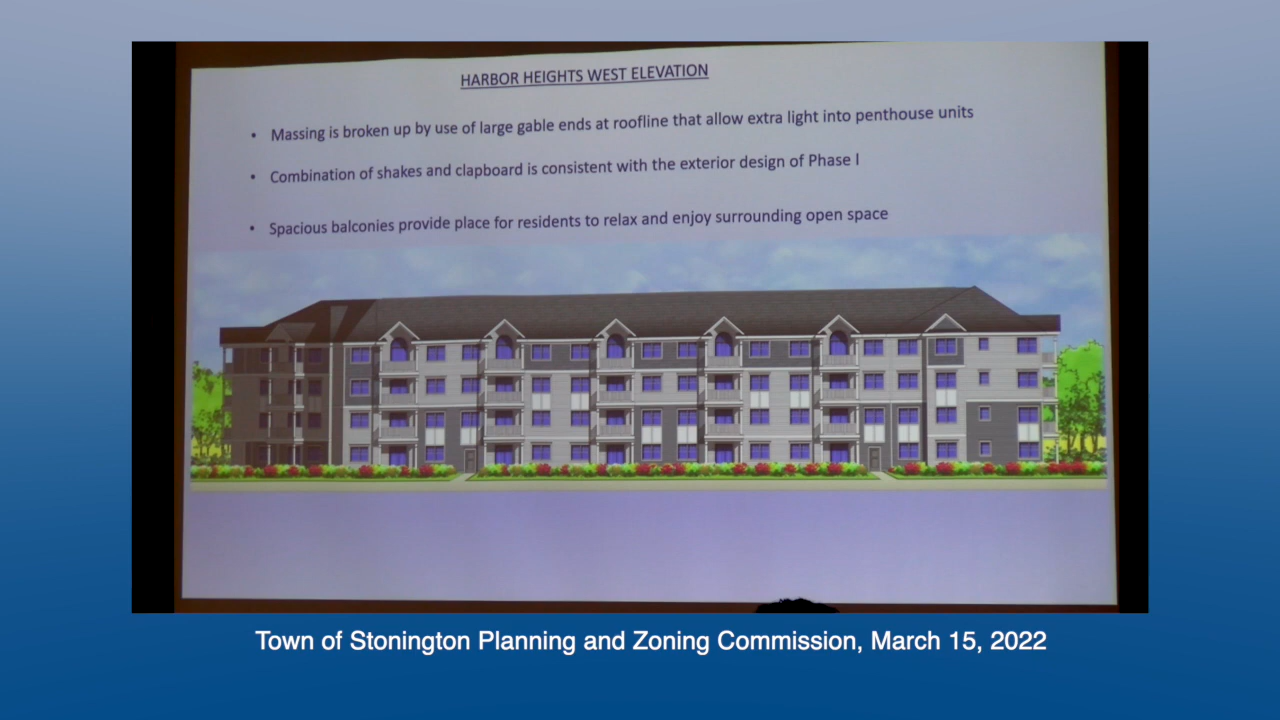 HARBOR HEIGHTS WEST ELEVATION
• Massing is broken up by use of large gable ends at roofline that allow extra light into penthouse units
• Combination of shakes and clapboard is consistent with the exterior design of Phase I
• Spacious balconies provide place for residents to relax and enjoy surrounding open space
Town of Stonington Planning and Zoning Commission, March 15, 2022